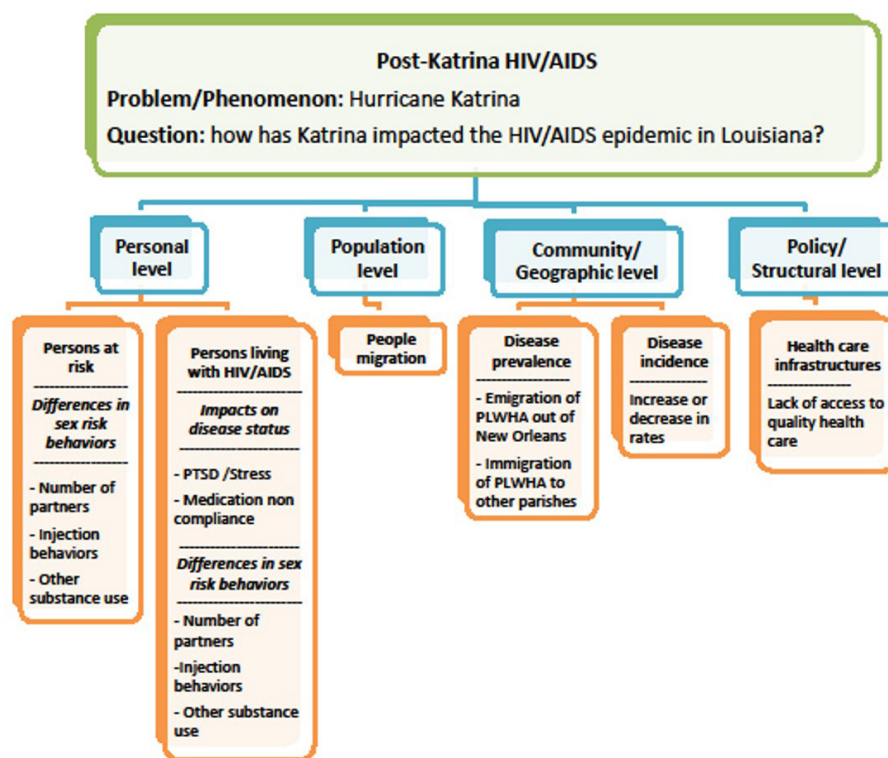 Post-Katrina HIV/AIDS
Problem/Phenomenon: Hurricane Katrina
Question: how has Katrina impacted the HIV/AIDS epidemic in Louisiana?
Personal
level
Population
level
Community/
Geographic level
Policy/
Structural level
Persons at
risk
Differences in
sex risk
behaviors
- Number of
partners
- Injection
behaviors
- Other
substance use
Persons living
with HIV/AIDS
Impacts on
disease status
- PTSD /Stress
- Medication non
compliance
Differences in sex
risk behaviors
- Number of
partners
-Injection
behaviors
- Other substance
use
People
migration
Disease
prevalence
- Emigration of
PLWHA out of
New Orleans
- Immigration
of PLWHA to
other parishes
Disease
incidence
Increase or
decrease in
rates
Health care
infrastructures
Lack of access to
quality health
care